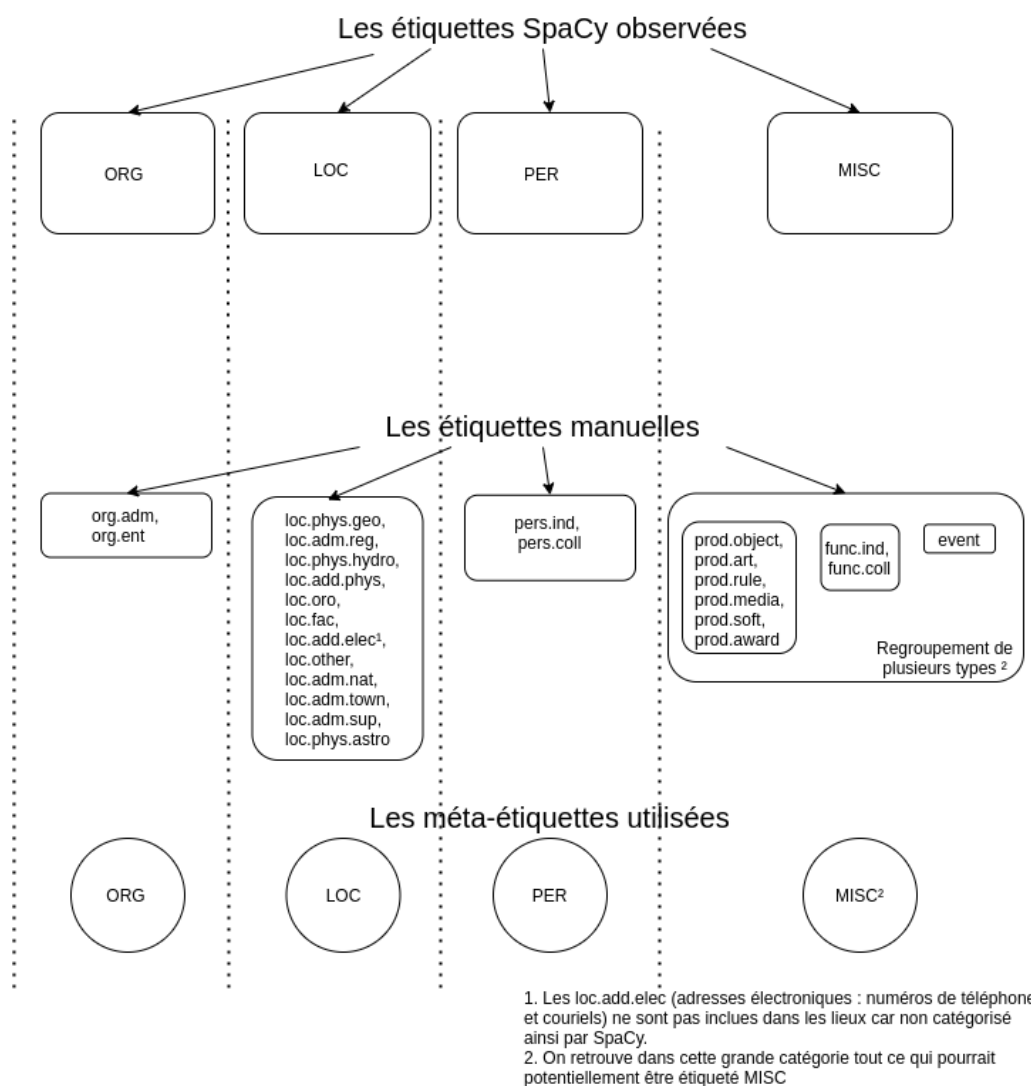 Les étiquettes SpaCy observées
ORG
LOC
PER
MISC
Les étiquettes manuelles
org.adm,
org.ent
loc.phys.geo,
loc.adm.reg,
loc.phys.hydro,
loc.add.phys,
loc.oro,
loc.fac,
loc.add.elec¹,
loc.other,
loc.adm.nat,
loc.adm.town,
loc.adm.sup,
loc.phys.astro
pers.ind,
pers.coll
prod.object,
prod.art,
prod.rule,
prod.media,
prod.soft,
prod.award
func.ind,
func.coll
event
Regroupement de
plusieurs types ²
Les méta-étiquettes utilisées
ORG
LOC
PER
MISC²
1. Les loc.add.elec (adresses électroniques : numéros de téléphone
et couriels) ne sont pas inclues dans les lieux car non catégorisé
ainsi par SpaCy.
2. On retrouve dans cette grande catégorie tout ce qui pourrait
potentiellement être étiqueté MISC